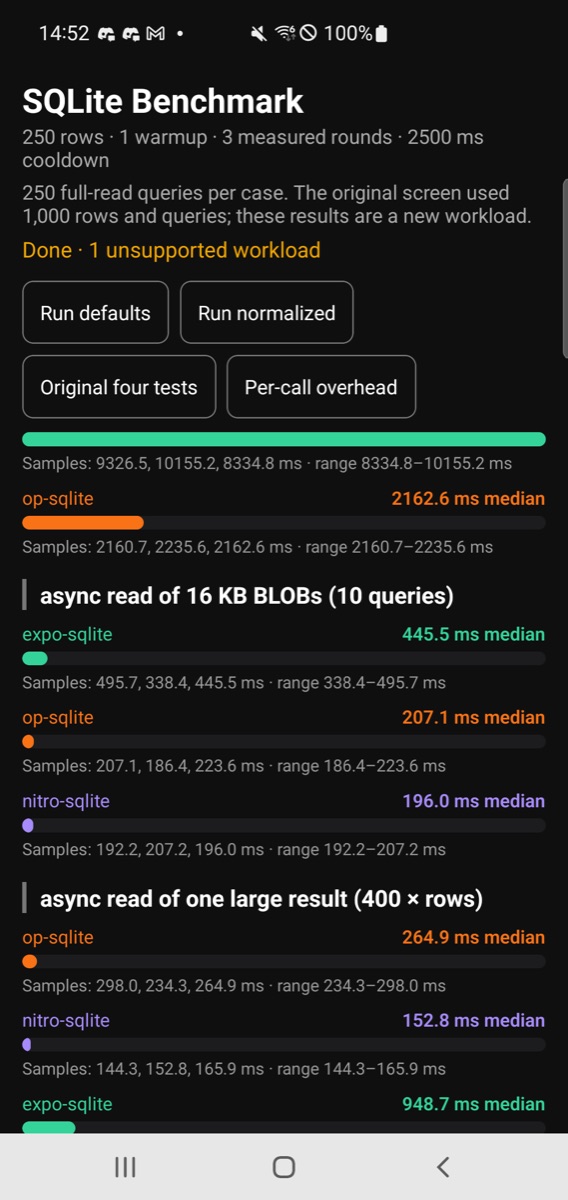 14:52
100%
SQLite Benchmark
250 rows · 1 warmup · 3 measured rounds · 2500 ms
cooldown
250 full-read queries per case. The original screen used
1,000 rows and queries; these results are a new workload.
Done · 1 unsupported workload
Run defaults
Run normalized
Original four tests
Per-call overhead
Samples: 9326.5, 10155.2, 8334.8 ms · range 8334.8–10155.2 ms
op-sqlite
2162.6 ms median
Samples: 2160.7, 2235.6, 2162.6 ms · range 2160.7–2235.6 ms
async read of 16 KB BLOBs (10 queries)
expo-sqlite
445.5 ms median
Samples: 495.7, 338.4, 445.5 ms · range 338.4–495.7 ms
op-sqlite
207.1 ms median
Samples: 207.1, 186.4, 223.6 ms · range 186.4–223.6 ms
nitro-sqlite
196.0 ms median
Samples: 192.2, 207.2, 196.0 ms · range 192.2–207.2 ms
async read of one large result (400 × rows)
op-sqlite
264.9 ms median
Samples: 298.0, 234.3, 264.9 ms · range 234.3–298.0 ms
nitro-sqlite
152.8 ms median
Samples: 144.3, 152.8, 165.9 ms · range 144.3–165.9 ms
expo-sqlite
948.7 ms median